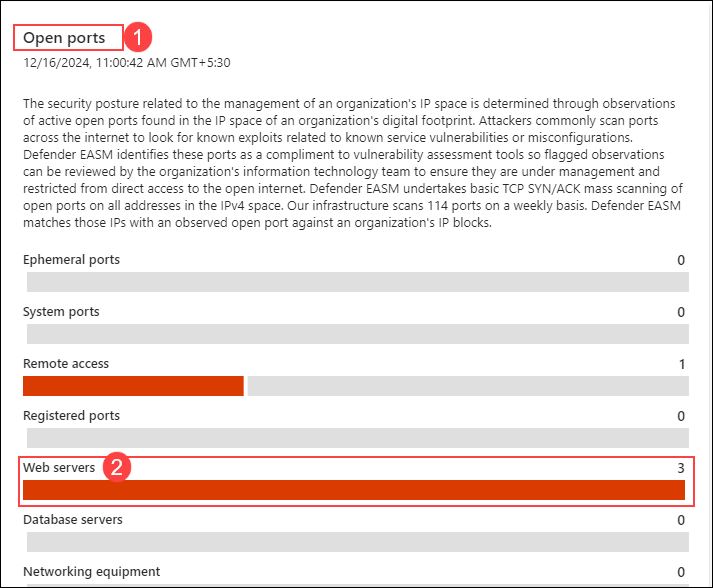 Open ports 1
12/16/2024, 11:00:42 AM GMT+5:30
The security posture related to the management of an organization's IP space is determined through observations
of active open ports found in the IP space of an organization's digital footprint. Attackers commonly scan ports
across the internet to look for known exploits related to known service vulnerabilities or misconfigurations.
Defender EASM identifies these ports as a compliment to vulnerability assessment tools so flagged observations
can be reviewed by the organization's information technology team to ensure they are under management and
restricted from direct access to the open internet. Defender EASM undertakes basic TCP SYN/ACK mass scanning of
open ports on all addresses in the IPv4 space. Our infrastructure scans 114 ports on a weekly basis. Defender EASM
matches those IPs with an observed open port against an organization's IP blocks.
Ephemeral ports 0
System ports 0
Remote access 1
Registered ports 0
Web servers 2 3
Database servers 0
Networking equipment 0